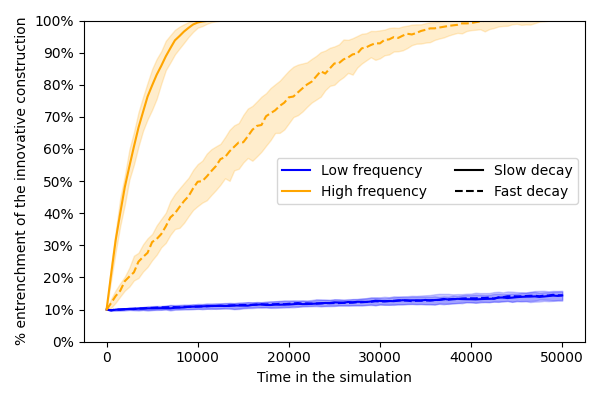 % entrenchment of the innovative construction
100%
90%
80%
70%
60%
50%
40%
30%
20%
10%
0%
Low frequency
High frequency
Slow decay
Fast decay
0
10000
20000
30000
40000
50000
Time in the simulation